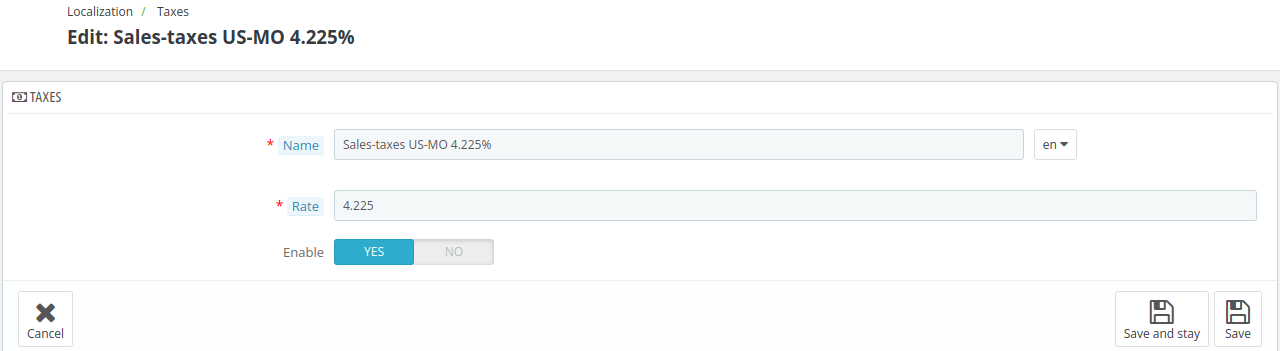 Localization / Taxes
Edit: Sales-taxes US-MO 4.225%
TAXES
* Name Sales-taxes US-MO 4.225% en
* Rate 4.225
Enable YES NO
Cancel Save and stay Save